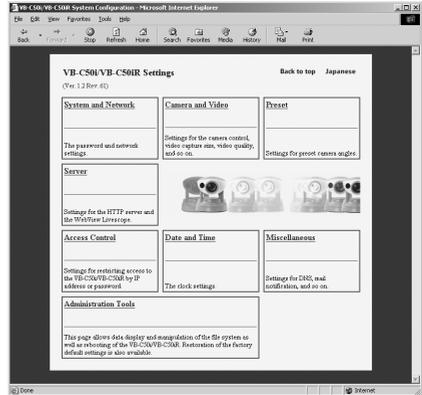 VB-C50i/VB-C50iR System Configuration - Microsoft Internet Explorer
File Edit View Favorites Tools Help
Back Forward Stop Refresh Home Search Favorites Media History Mail Print
VB-C50i/VB-C50iR Settings
Back to top Japanese
(Ver. 1.2 Rev. 61)
System and Network
The password and network
settings.
Camera and Video
Settings for the camera control,
video capture size, video quality,
and so on.
Preset
Settings for preset camera angles.
Server
Settings for the HTTP server and
the WebView Livescope.
Access Control
Settings for restricting access to
the VB-C50i/VB-C50iR by IP
address or password.
Date and Time
The clock settings.
Miscellaneous
Settings for DNS, mail
notification, and so on.
Administration Tools
This page allows data display and manipulation of the file system as
well as rebooting of the VB-C50i/VB-C50iR. Restoration of the factory
default settings is also available.
Done
Internet